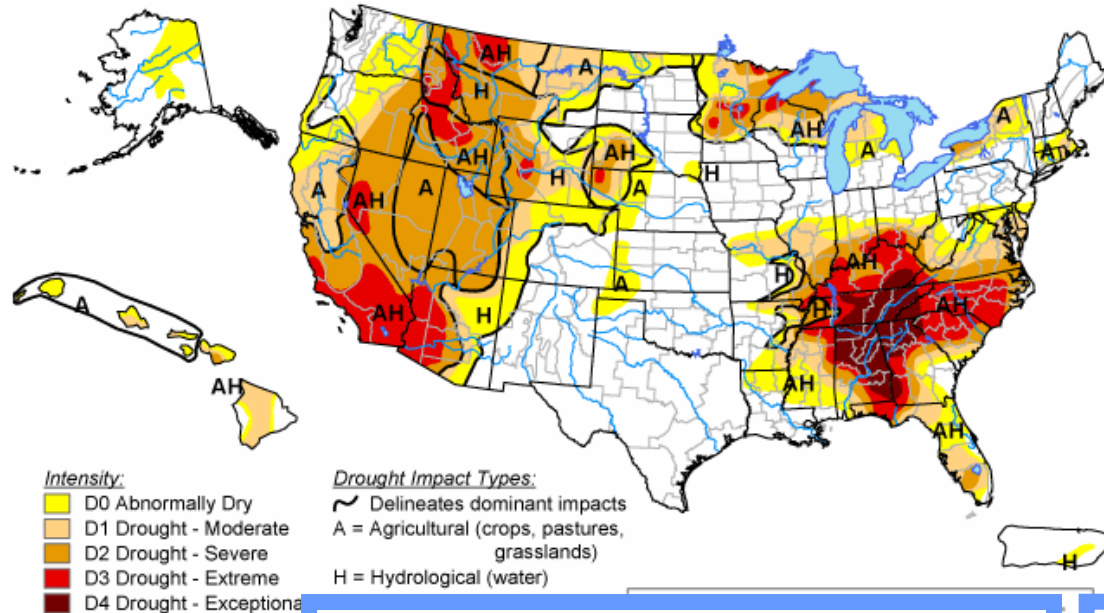 AH
A
H
A
AH
AH
A
A
AH
AH
H
AH
A
H
A
A
A
H
AH
AH
H
A
H
AH
H
AH
AH
AH
A
AH
H
Intensity:
D0 Abnormally Dry
D1 Drought - Moderate
D2 Drought - Severe
D3 Drought - Extreme
D4 Drought - Exceptiona
Drought Impact Types:
Delineates dominant impacts
A = Agricultural (crops, pastures,
grasslands)
H = Hydrological (water)